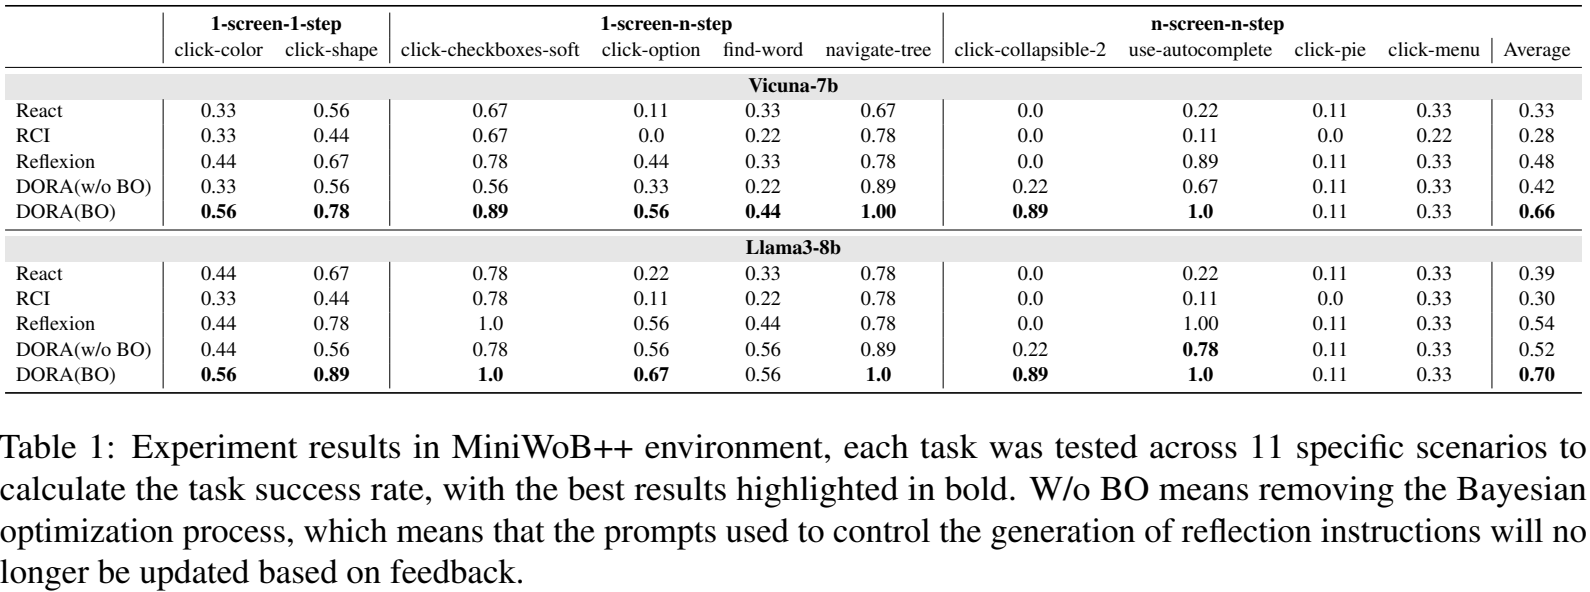 1-screen-1-step 1-screen-n-step n-screen-n-step
click-color click-shape click-checkboxes-soft click-option find-word navigate-tree click-collapsible-2 use-autocomplete click-pie click-menu Average
Vicuna-7b
React 0.33 0.56 0.67 0.11 0.33 0.67 0.0 0.22 0.11 0.33 0.33
RCI 0.33 0.44 0.67 0.0 0.22 0.78 0.0 0.11 0.0 0.22 0.28
Reflexion 0.44 0.67 0.78 0.44 0.33 0.78 0.0 0.89 0.11 0.33 0.48
DORA(w/o BO) 0.33 0.56 0.56 0.33 0.22 0.89 0.22 0.67 0.11 0.33 0.42
DORA(BO) 0.56 0.78 0.89 0.56 0.44 1.00 0.89 1.0 0.11 0.33 0.66
Llama3-8b
React 0.44 0.67 0.78 0.22 0.33 0.78 0.0 0.22 0.11 0.33 0.39
RCI 0.33 0.44 0.78 0.11 0.22 0.78 0.0 0.11 0.0 0.33 0.30
Reflexion 0.44 0.78 1.0 0.56 0.44 0.78 0.0 1.00 0.11 0.33 0.54
DORA(w/o BO) 0.44 0.56 0.78 0.56 0.56 0.89 0.22 0.78 0.11 0.33 0.52
DORA(BO) 0.56 0.89 1.0 0.67 0.56 1.0 0.89 1.0 0.11 0.33 0.70
Table 1: Experiment results in MiniWoB++ environment, each task was tested across 11 specific scenarios to
calculate the task success rate, with the best results highlighted in bold. W/o BO means removing the Bayesian
optimization process, which means that the prompts used to control the generation of reflection instructions will no
longer be updated based on feedback.